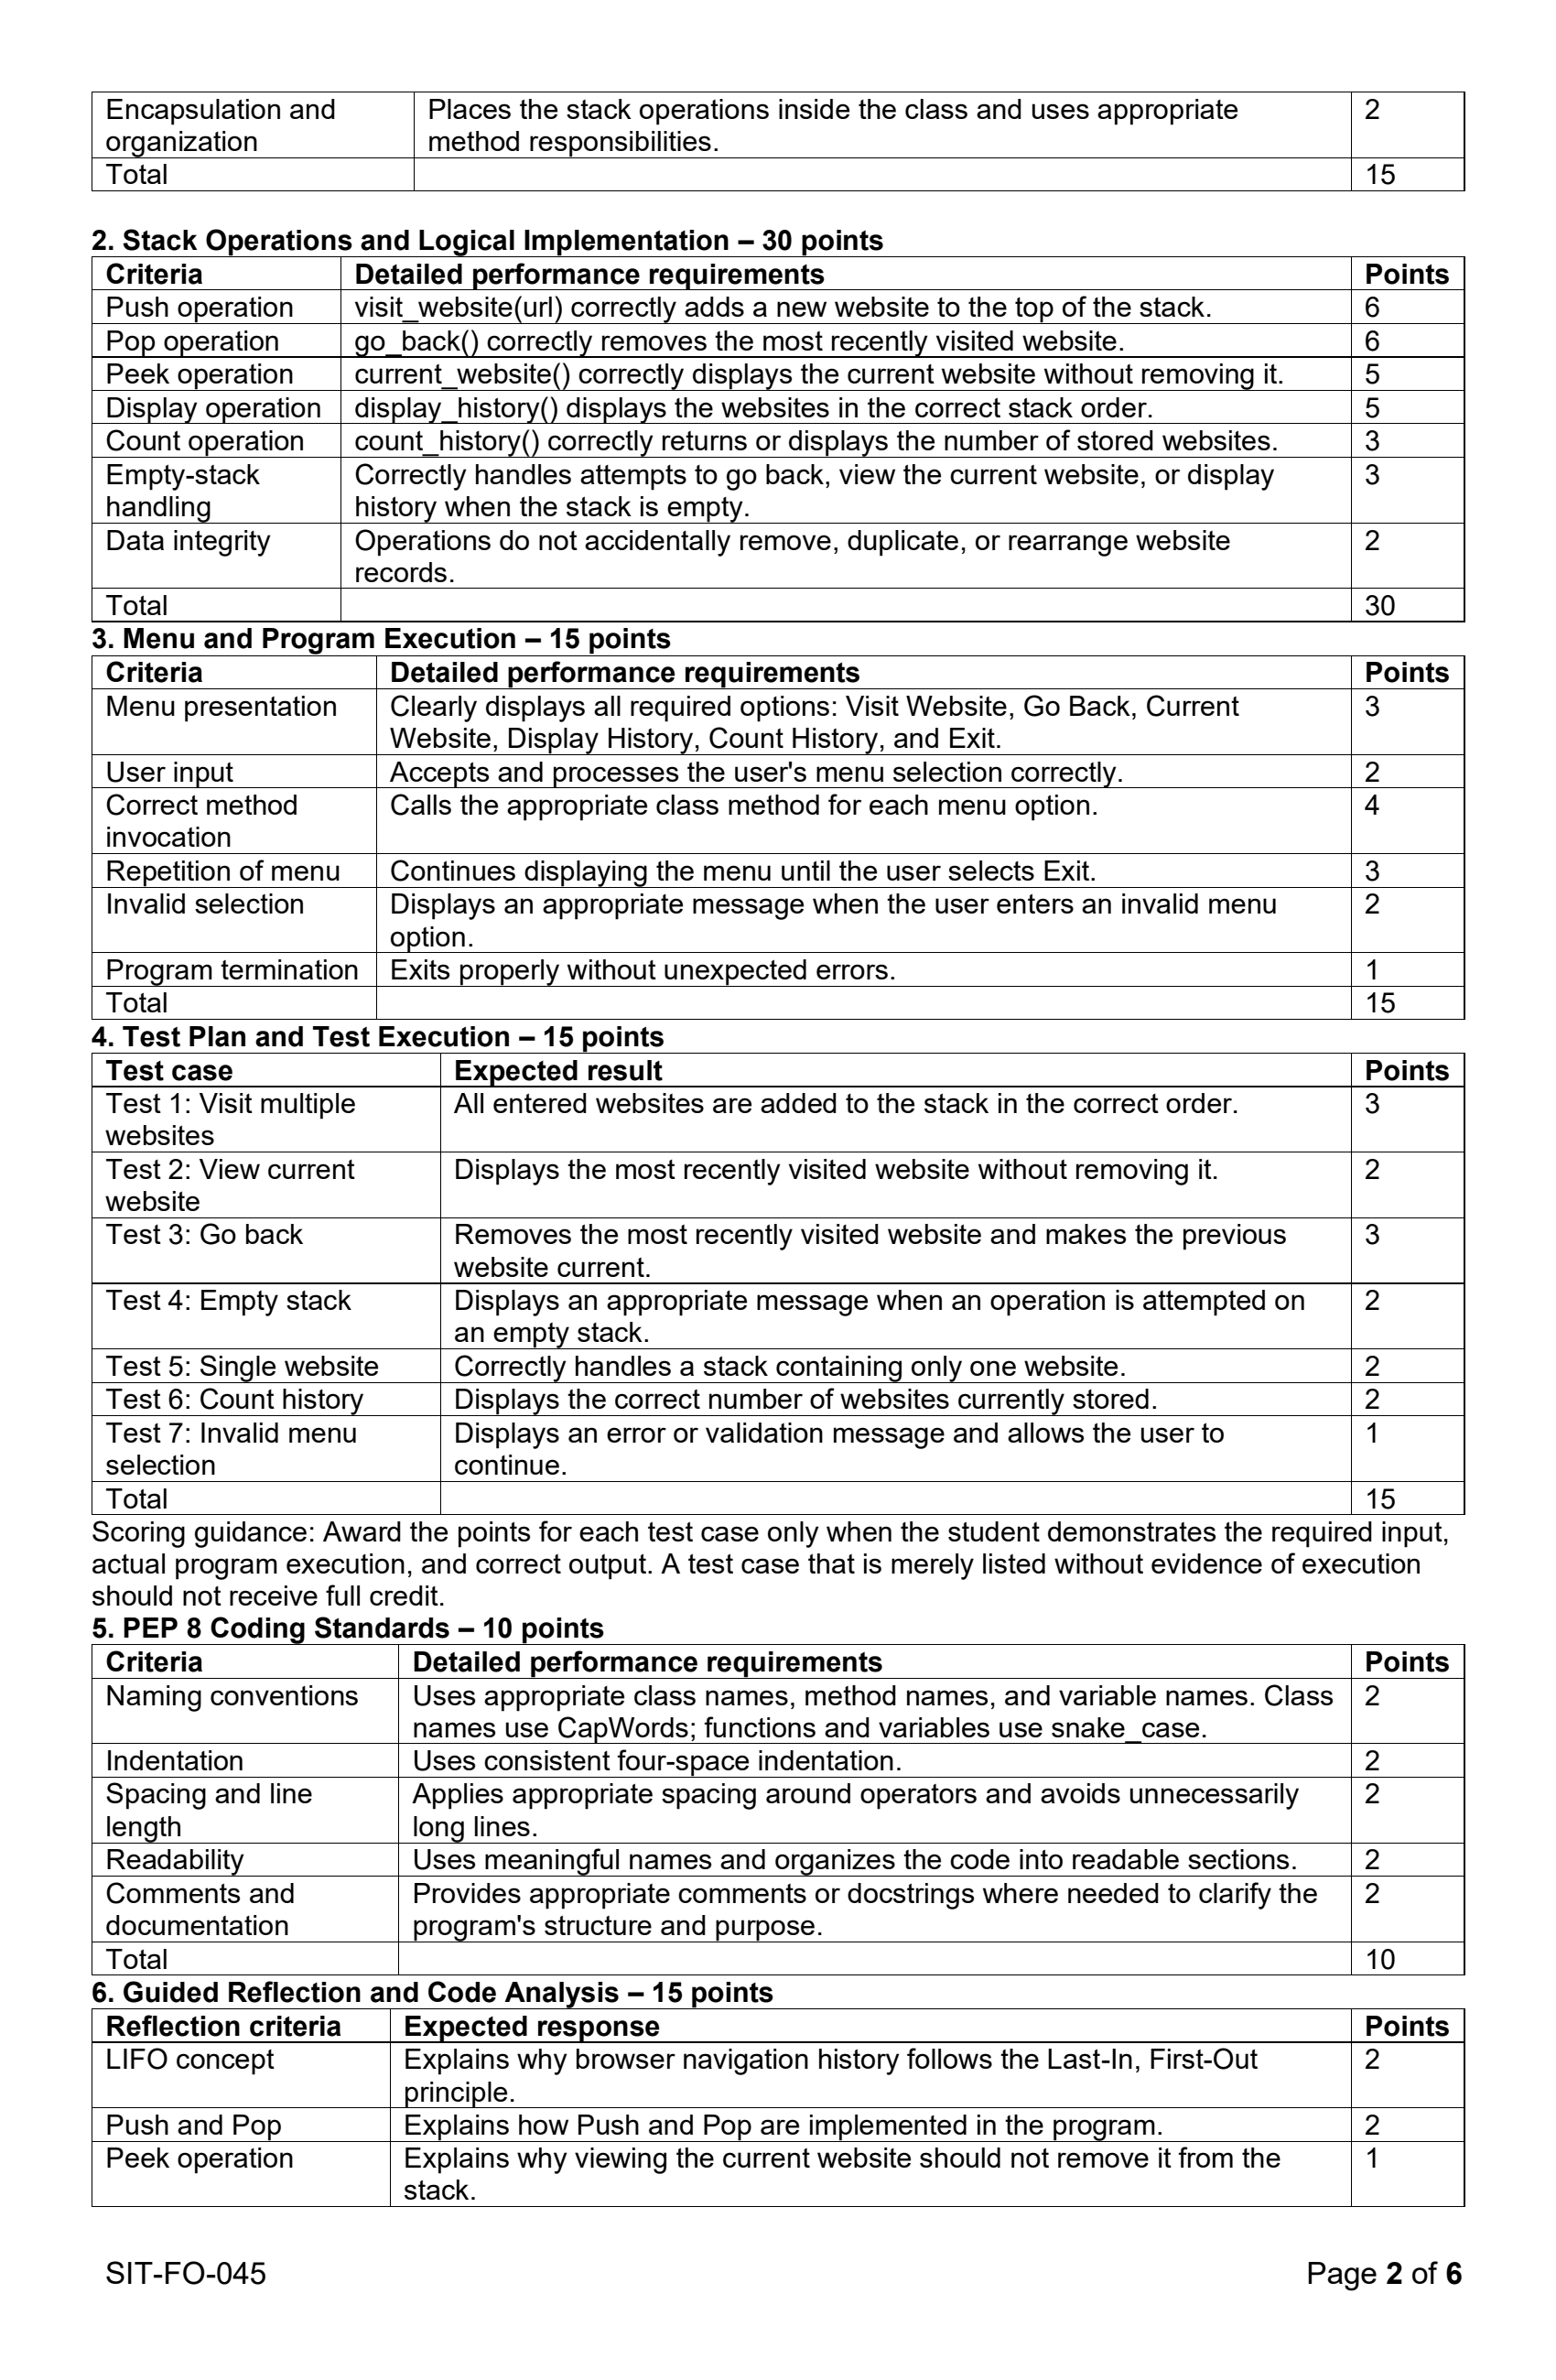 Encapsulation and Places the stack operations inside the class and uses appropriate 2
organization method responsibilities.
Total 15
2. Stack Operations and Logical Implementation – 30 points
Criteria Detailed performance requirements Points
Push operation visit_website(url) correctly adds a new website to the top of the stack. 6
Pop operation go_back() correctly removes the most recently visited website. 6
Peek operation current_website() correctly displays the current website without removing it. 5
Display operation display_history() displays the websites in the correct stack order. 5
Count operation count_history() correctly returns or displays the number of stored websites. 3
Empty-stack Correctly handles attempts to go back, view the current website, or display 3
handling history when the stack is empty.
Data integrity Operations do not accidentally remove, duplicate, or rearrange website 2
records.
Total 30
3. Menu and Program Execution – 15 points
Criteria Detailed performance requirements Points
Menu presentation Clearly displays all required options: Visit Website, Go Back, Current 3
Website, Display History, Count History, and Exit.
User input Accepts and processes the user's menu selection correctly. 2
Correct method Calls the appropriate class method for each menu option. 4
invocation
Repetition of menu Continues displaying the menu until the user selects Exit. 3
Invalid selection Displays an appropriate message when the user enters an invalid menu 2
option.
Program termination Exits properly without unexpected errors. 1
Total 15
4. Test Plan and Test Execution – 15 points
Test case Expected result Points
Test 1: Visit multiple All entered websites are added to the stack in the correct order. 3
websites
Test 2: View current Displays the most recently visited website without removing it. 2
website
Test 3: Go back Removes the most recently visited website and makes the previous 3
website current.
Test 4: Empty stack Displays an appropriate message when an operation is attempted on 2
an empty stack.
Test 5: Single website Correctly handles a stack containing only one website. 2
Test 6: Count history Displays the correct number of websites currently stored. 2
Test 7: Invalid menu Displays an error or validation message and allows the user to 1
selection continue.
Total 15
Scoring guidance: Award the points for each test case only when the student demonstrates the required input,
actual program execution, and correct output. A test case that is merely listed without evidence of execution
should not receive full credit.
5. PEP 8 Coding Standards – 10 points
Criteria Detailed performance requirements Points
Naming conventions Uses appropriate class names, method names, and variable names. Class 2
names use CapWords; functions and variables use snake_case.
Indentation Uses consistent four-space indentation. 2
Spacing and line Applies appropriate spacing around operators and avoids unnecessarily 2
length long lines.
Readability Uses meaningful names and organizes the code into readable sections. 2
Comments and Provides appropriate comments or docstrings where needed to clarify the 2
documentation program's structure and purpose.
Total 10
6. Guided Reflection and Code Analysis – 15 points
Reflection criteria Expected response Points
LIFO concept Explains why browser navigation history follows the Last-In, First-Out 2
principle.
Push and Pop Explains how Push and Pop are implemented in the program. 2
Peek operation Explains why viewing the current website should not remove it from the 1
stack.
SIT-FO-045 Page 2 of 6